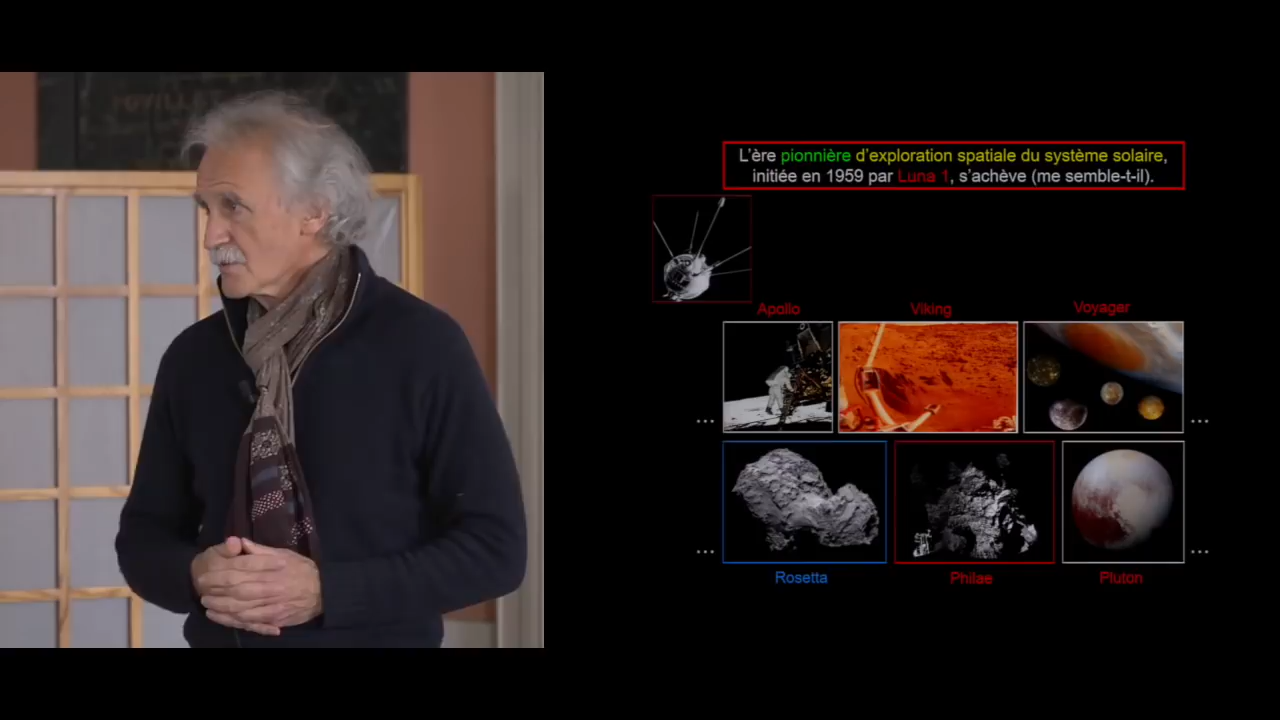 L'ère pionnière d'exploration spatiale du système solaire,
initiée en 1959 par Luna 1, s'achève (me semble-t-il).
Apollo Viking Voyager
... ...
... ...
Rosetta Philae Pluton